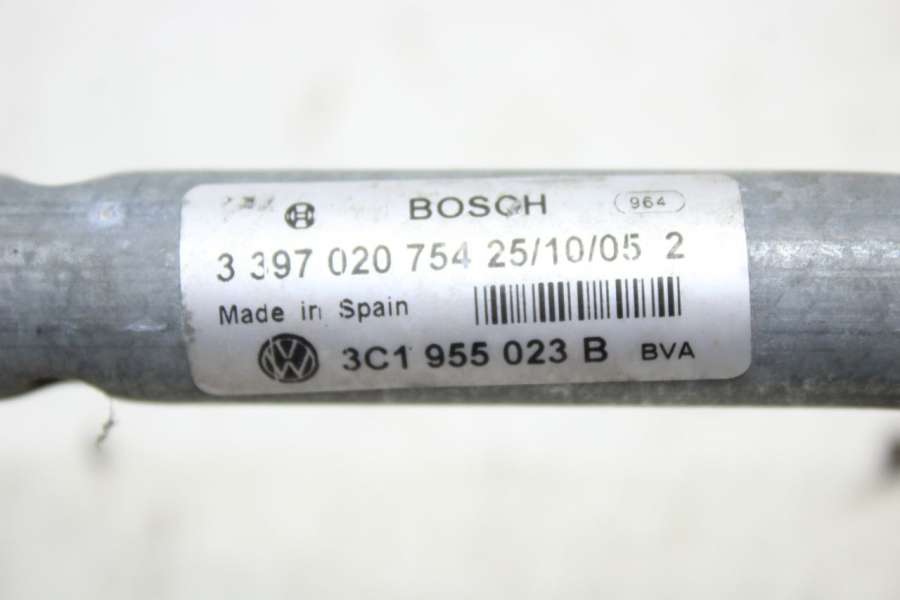 BOSCH 964
3 397 020 754 25/10/05 2
Made in Spain
3C1 955 023 B BVA